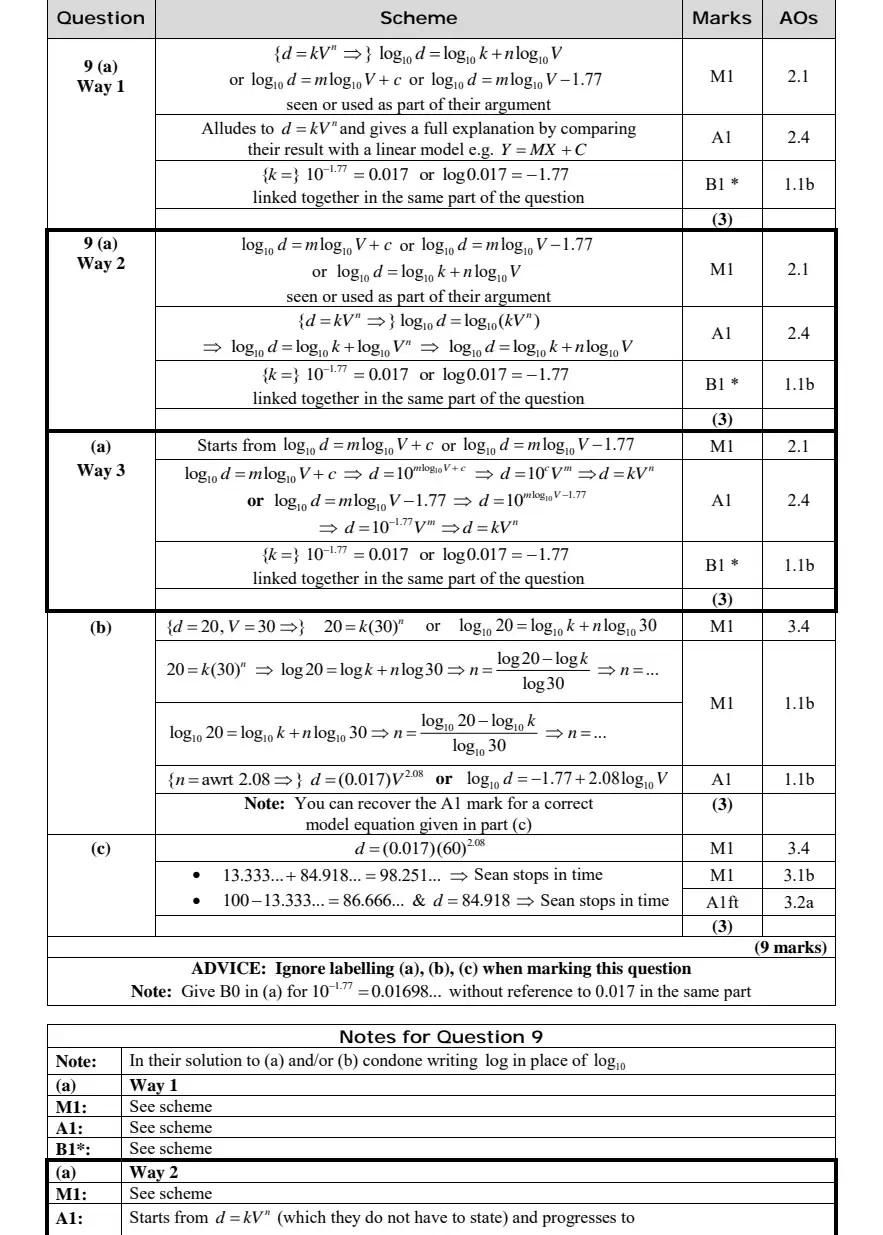 Question Scheme Marks AOs
9 (a)
Way 1
{d = kVⁿ ⇒} log₁₀ d = log₁₀ k + n log₁₀ V
or log₁₀ d = m log₁₀ V + c or log₁₀ d = m log₁₀ V − 1.77
seen or used as part of their argument
M1 2.1
Alludes to d = kVⁿ and gives a full explanation by comparing
their result with a linear model e.g. Y = MX + C
A1 2.4
{k =} 10^(−1.77) = 0.017 or log 0.017 = −1.77
linked together in the same part of the question
B1 * 1.1b
(3)
9 (a)
Way 2
log₁₀ d = m log₁₀ V + c or log₁₀ d = m log₁₀ V − 1.77
or log₁₀ d = log₁₀ k + n log₁₀ V
seen or used as part of their argument
M1 2.1
{d = kVⁿ ⇒} log₁₀ d = log₁₀ (kVⁿ)
⇒ log₁₀ d = log₁₀ k + log₁₀ Vⁿ ⇒ log₁₀ d = log₁₀ k + n log₁₀ V
A1 2.4
{k =} 10^(−1.77) = 0.017 or log 0.017 = −1.77
linked together in the same part of the question
B1 * 1.1b
(3)
(a)
Way 3
Starts from log₁₀ d = m log₁₀ V + c or log₁₀ d = m log₁₀ V − 1.77
M1 2.1
log₁₀ d = m log₁₀ V + c ⇒ d = 10^(m log₁₀ V + c) ⇒ d = 10ᶜVᵐ ⇒ d = kVⁿ
or log₁₀ d = m log₁₀ V − 1.77 ⇒ d = 10^(m log₁₀ V − 1.77)
⇒ d = 10^(−1.77) Vᵐ ⇒ d = kVⁿ
A1 2.4
{k =} 10^(−1.77) = 0.017 or log 0.017 = −1.77
linked together in the same part of the question
B1 * 1.1b
(3)
(b)
{d = 20, V = 30 ⇒} 20 = k(30)ⁿ or log₁₀ 20 = log₁₀ k + n log₁₀ 30
M1 3.4
20 = k(30)ⁿ ⇒ log 20 = log k + n log 30 ⇒ n = (log 20 − log k)/(log 30) ⇒ n = ...
log₁₀ 20 = log₁₀ k + n log₁₀ 30 ⇒ n = (log₁₀ 20 − log₁₀ k)/(log₁₀ 30) ⇒ n = ...
M1 1.1b
{n = awrt 2.08 ⇒} d = (0.017)V^2.08 or log₁₀ d = −1.77 + 2.08 log₁₀ V
A1 1.1b
Note: You can recover the A1 mark for a correct
model equation given in part (c)
(3)
(c)
d = (0.017)(60)^2.08
M1 3.4
• 13.333... + 84.918... = 98.251... ⇒ Sean stops in time
M1 3.1b
• 100 − 13.333... = 86.666... & d = 84.918 ⇒ Sean stops in time
A1ft 3.2a
(3)
(9 marks)
ADVICE: Ignore labelling (a), (b), (c) when marking this question
Note: Give B0 in (a) for 10^(−1.77) = 0.01698... without reference to 0.017 in the same part
Notes for Question 9
Note: In their solution to (a) and/or (b) condone writing log in place of log₁₀
(a) Way 1
M1: See scheme
A1: See scheme
B1*: See scheme
(a) Way 2
M1: See scheme
A1: Starts from d = kVⁿ (which they do not have to state) and progresses to